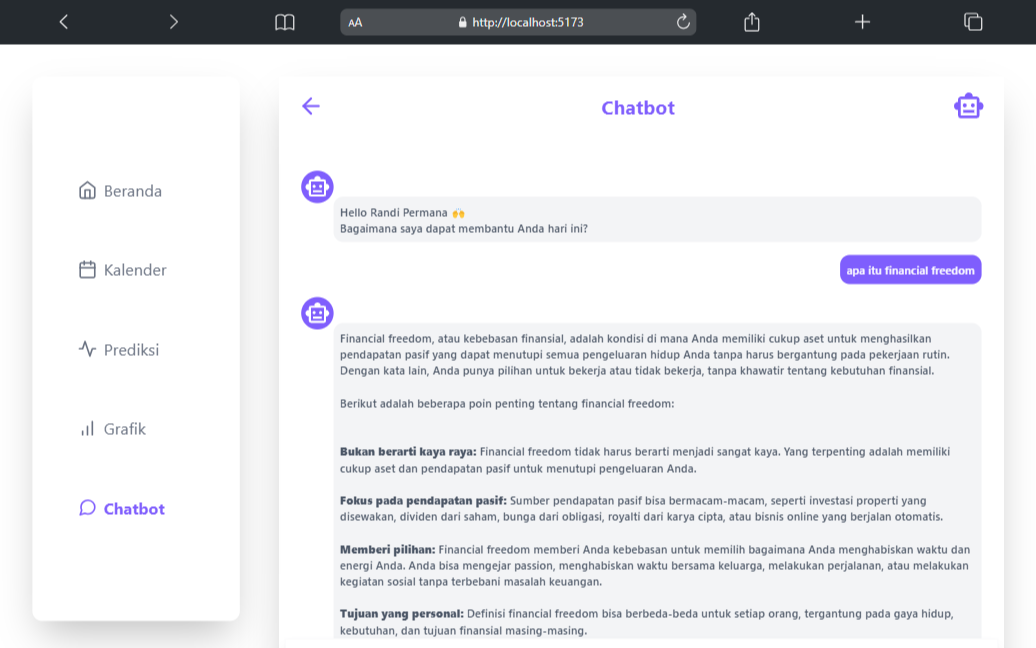 AA
http://localhost:5173
Beranda
Kalender
Prediksi
Grafik
Chatbot
Chatbot
Hello Randi Permana 🙌
Bagaimana saya dapat membantu Anda hari ini?
apa itu financial freedom
Financial freedom, atau kebebasan finansial, adalah kondisi di mana Anda memiliki cukup aset untuk menghasilkan
pendapatan pasif yang dapat menutupi semua pengeluaran hidup Anda tanpa harus bergantung pada pekerjaan rutin.
Dengan kata lain, Anda punya pilihan untuk bekerja atau tidak bekerja, tanpa khawatir tentang kebutuhan finansial.
Berikut adalah beberapa poin penting tentang financial freedom:
Bukan berarti kaya raya: Financial freedom tidak harus berarti menjadi sangat kaya. Yang terpenting adalah memiliki
cukup aset dan pendapatan pasif untuk menutupi pengeluaran Anda.
Fokus pada pendapatan pasif: Sumber pendapatan pasif bisa bermacam-macam, seperti investasi properti yang
disewakan, dividen dari saham, bunga dari obligasi, royalti dari karya cipta, atau bisnis online yang berjalan otomatis.
Memberi pilihan: Financial freedom memberi Anda kebebasan untuk memilih bagaimana Anda menghabiskan waktu dan
energi Anda. Anda bisa mengejar passion, menghabiskan waktu bersama keluarga, melakukan perjalanan, atau melakukan
kegiatan sosial tanpa terbebani masalah keuangan.
Tujuan yang personal: Definisi financial freedom bisa berbeda-beda untuk setiap orang, tergantung pada gaya hidup,
kebutuhan, dan tujuan finansial masing-masing.